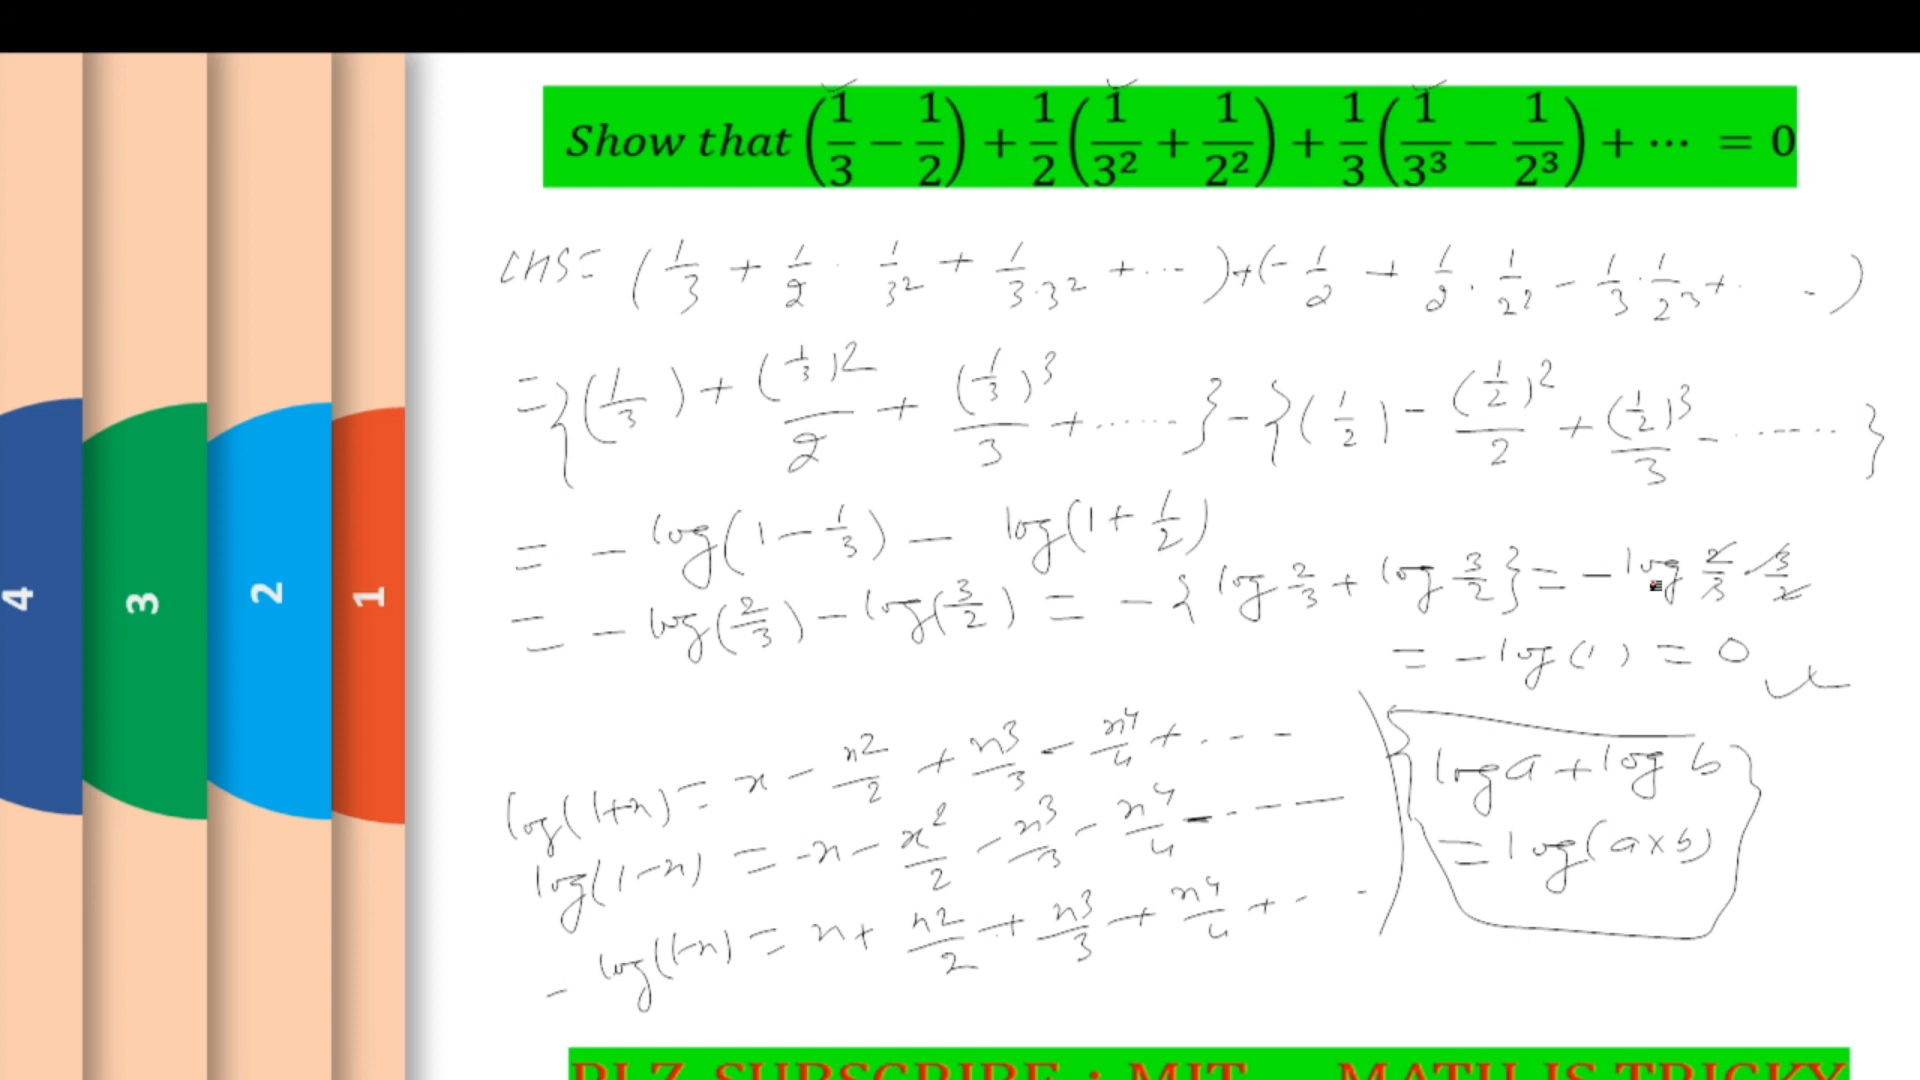 Show that (1/3 − 1/2) + 1/2 (1/3² + 1/2²) + 1/3 (1/3³ − 1/2³) + ⋯ = 0
LHS = (1/3 + 1/2 . 1/3² + 1/3.3² + ...) + (- 1/2 + 1/2 . 1/2² - 1/3 . 1/2³ + . . .)
= {(1/3) + (1/3)²/2 + (1/3)³/3 + ......} - {(1/2) - (1/2)²/2 + (1/2)³/3 - ......}
= - log(1 - 1/3) - log(1 + 1/2)
= - log(2/3) - log(3/2) = - {log 2/3 + log 3/2} = - log 2/3 . 3/2
= - log(1) = 0
log(1+x) = x - x²/2 + x³/3 - x⁴/4 + . - - -
log(1-x) = -x - x²/2 - x³/3 - x⁴/4 - - - -
- log(1-x) = x + x²/2 + x³/3 + x⁴/4 + - . -
{log a + log b
= log(a×b)}
4
3
2
1
PLZ SUBSCRIBE : MIT MATH IS TRICKY